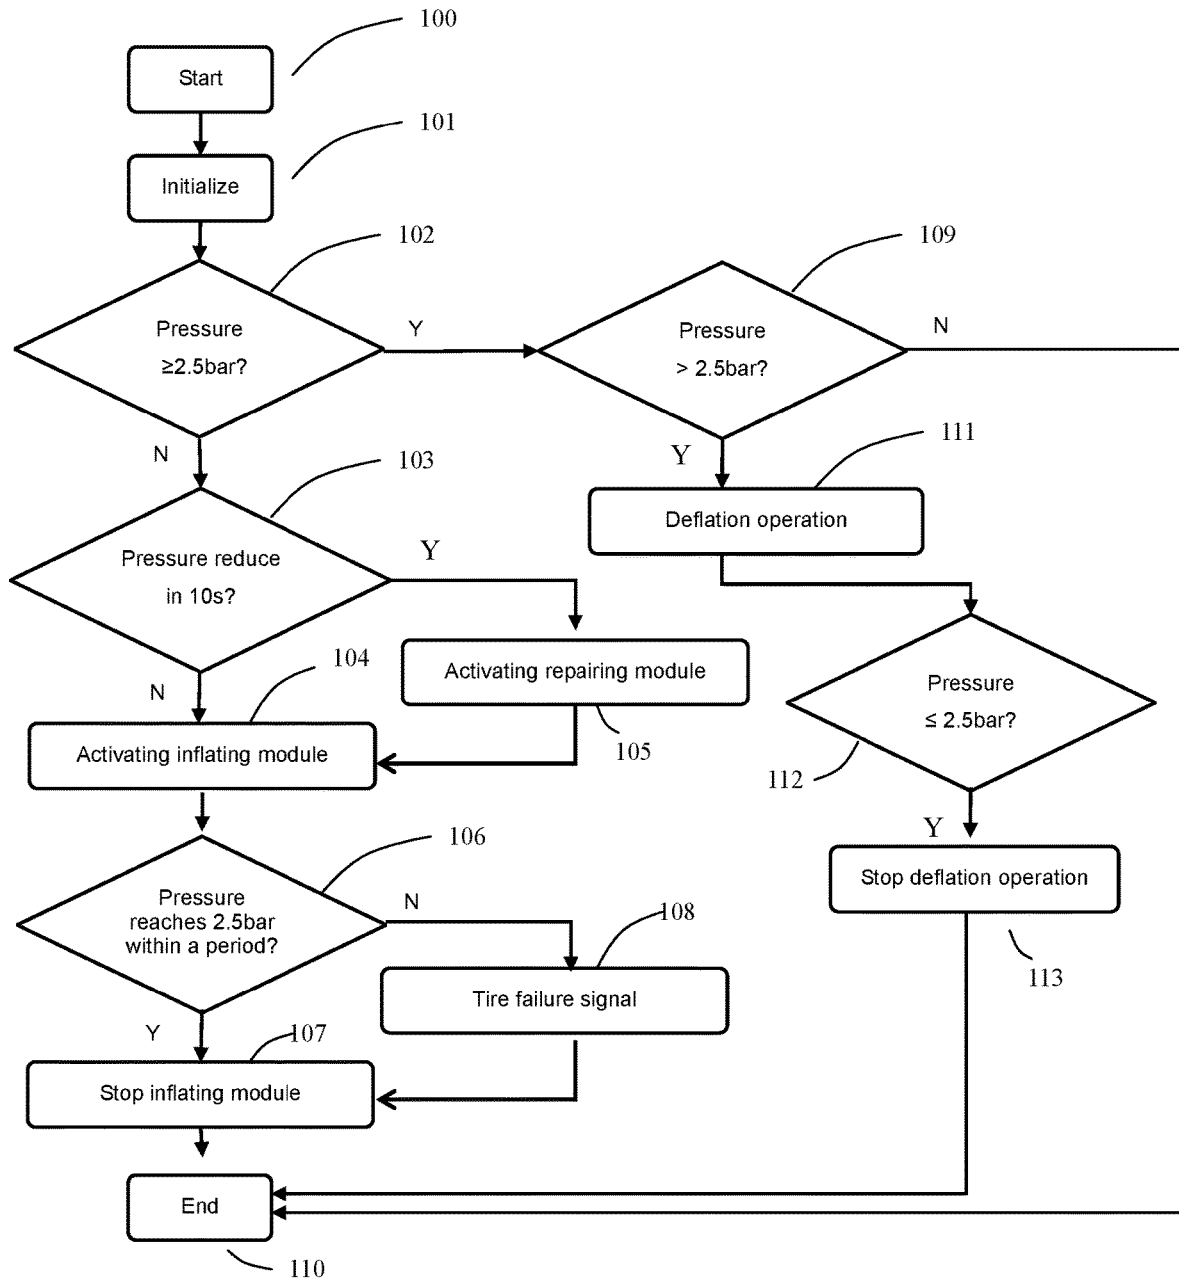 100
Start
101
Initialize
102
Pressure
≥2.5bar?
Y
N
109
Pressure
> 2.5bar?
N
Y
111
Deflation operation
103
Pressure reduce
in 10s?
Y
N
104
Activating inflating module
Activating repairing module
105
Pressure
≤ 2.5bar?
112
Y
Stop deflation operation
113
106
Pressure
reaches 2.5bar
within a period?
N
Y
108
Tire failure signal
107
Stop inflating module
End
110